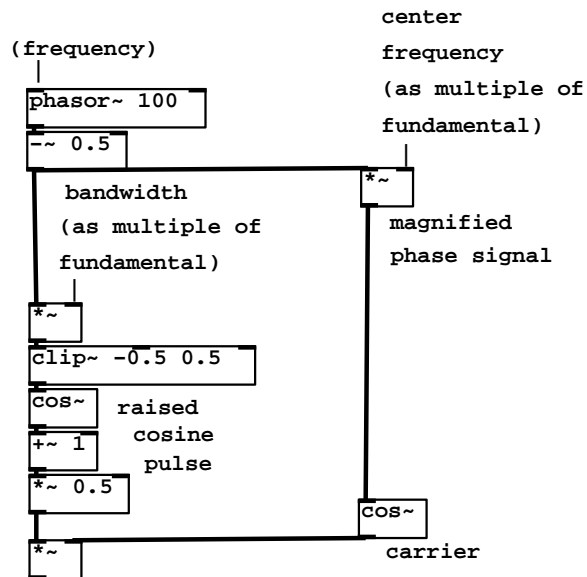 center
(frequency)
frequency
(as multiple of
fundamental)
phasor~ 100
-~ 0.5
*~
bandwidth
(as multiple of
fundamental)
magnified
phase signal
*~
clip~ -0.5 0.5
cos~
raised
cosine
pulse
+~ 1
*~ 0.5
cos~
carrier
*~